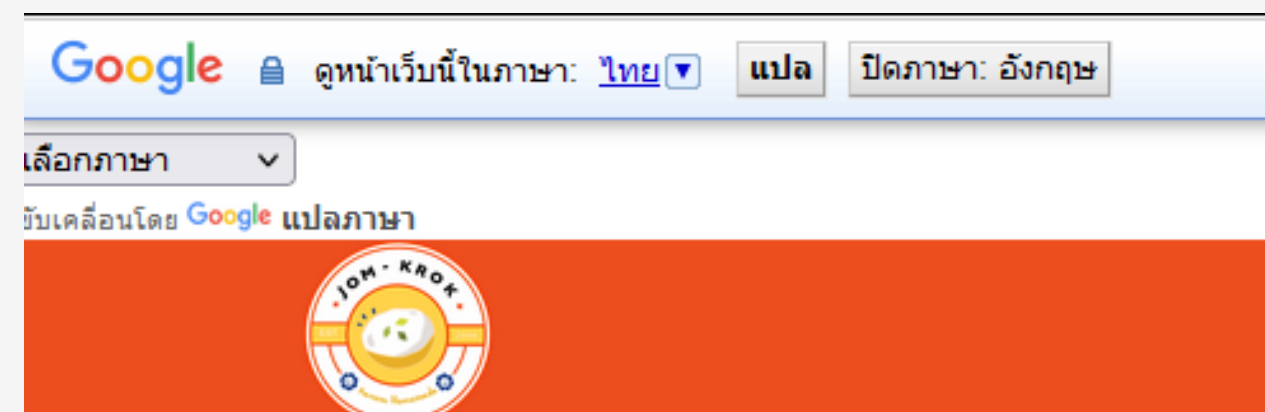 Google ดูหน้าเว็บนี้ในภาษา: ไทย แปล ปิดภาษา: อังกฤษ
เลือกภาษา
ขับเคลื่อนโดย Google แปลภาษา
JOM - KROK